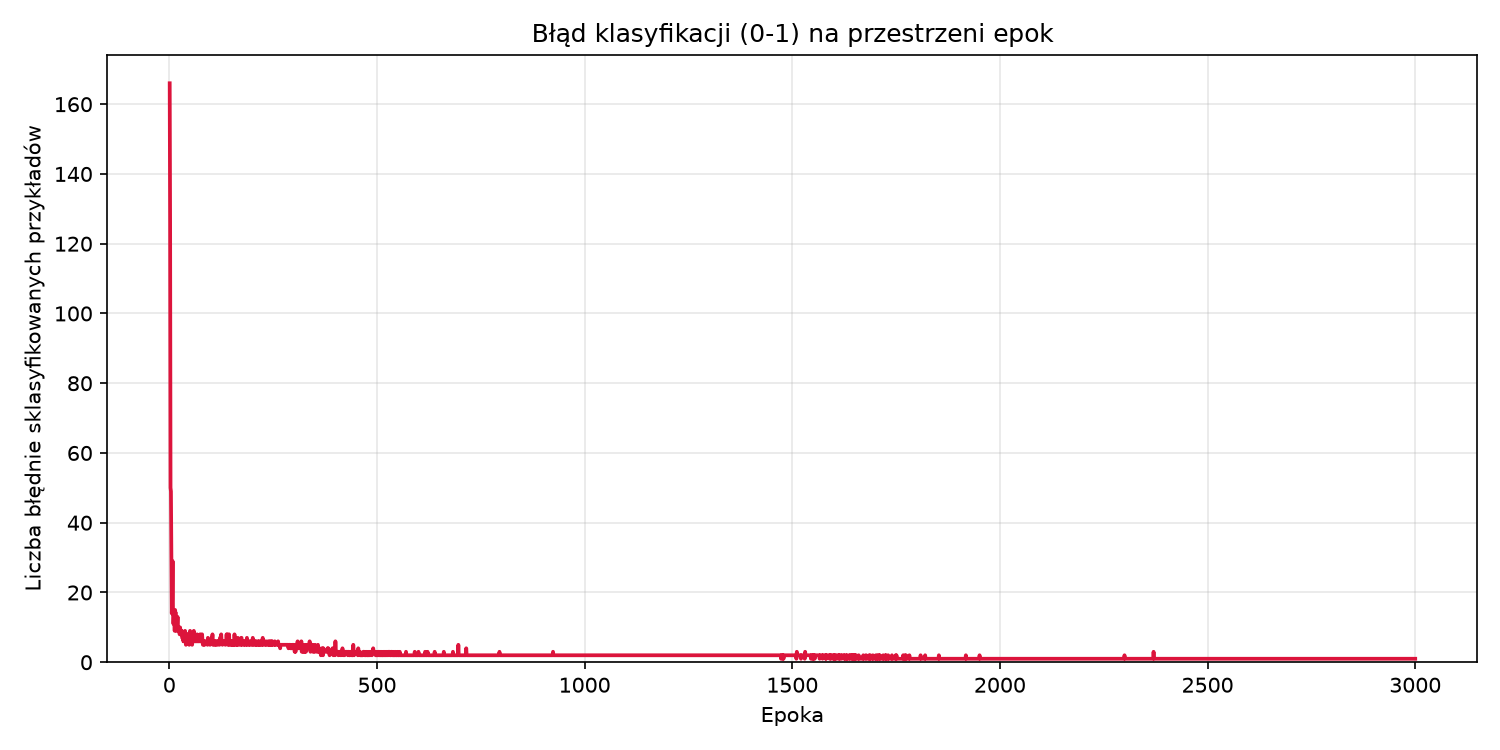 Błąd klasyfikacji (0-1) na przestrzeni epok
Liczba błędnie sklasyfikowanych przykładów
160
140
120
100
80
60
40
20
0
0 500 1000 1500 2000 2500 3000
Epoka